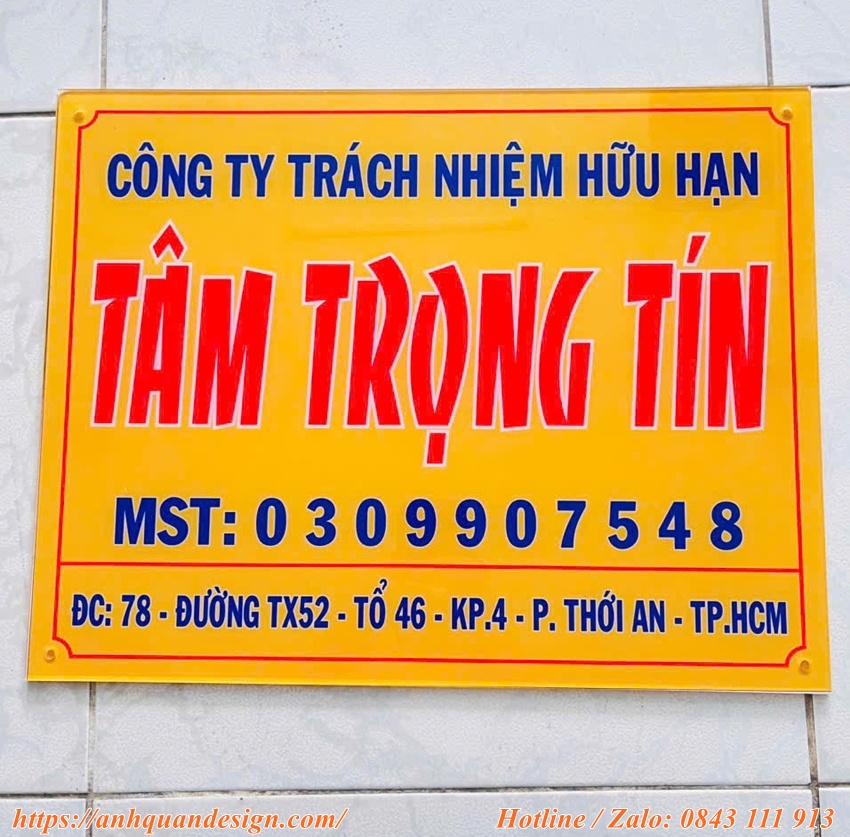 CÔNG TY TRÁCH NHIỆM HỮU HẠN
TÂM TRỌNG TÍN
MST: 0309907548
ĐC: 78 - ĐƯỜNG TX52 - TỔ 46 - KP.4 - P. THỚI AN - TP.HCM
https://anhquandesign.com/
Hotline / Zalo: 0843 111 913